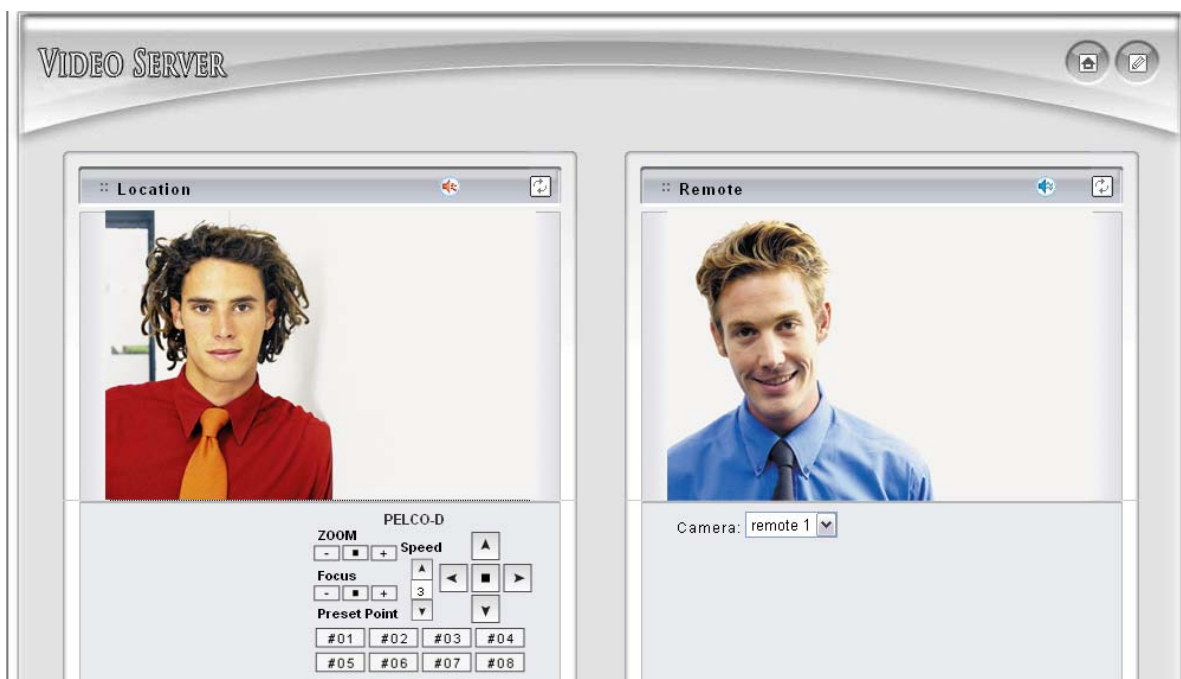 VIDEO SERVER
:: Location
:: Remote
PELCO-D
ZOOM
- ■ +
Speed
Focus
3
- ■ +
Preset Point
#01 #02 #03 #04
#05 #06 #07 #08
Camera: remote 1